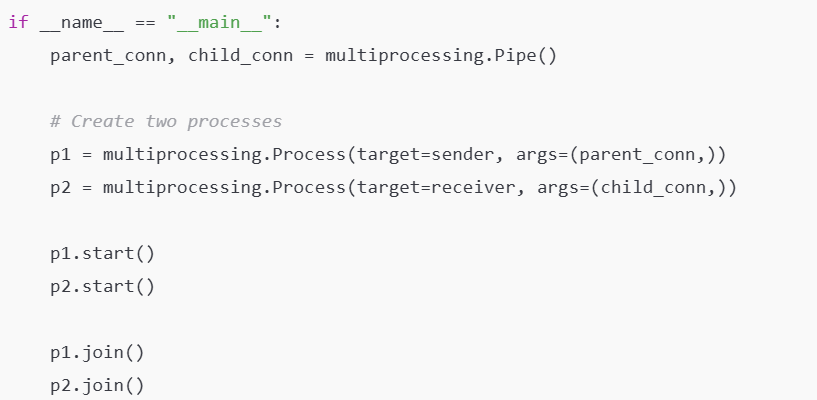 if __name__ == "__main__":
    parent_conn, child_conn = multiprocessing.Pipe()

    # Create two processes
    p1 = multiprocessing.Process(target=sender, args=(parent_conn,))
    p2 = multiprocessing.Process(target=receiver, args=(child_conn,))

    p1.start()
    p2.start()

    p1.join()
    p2.join()